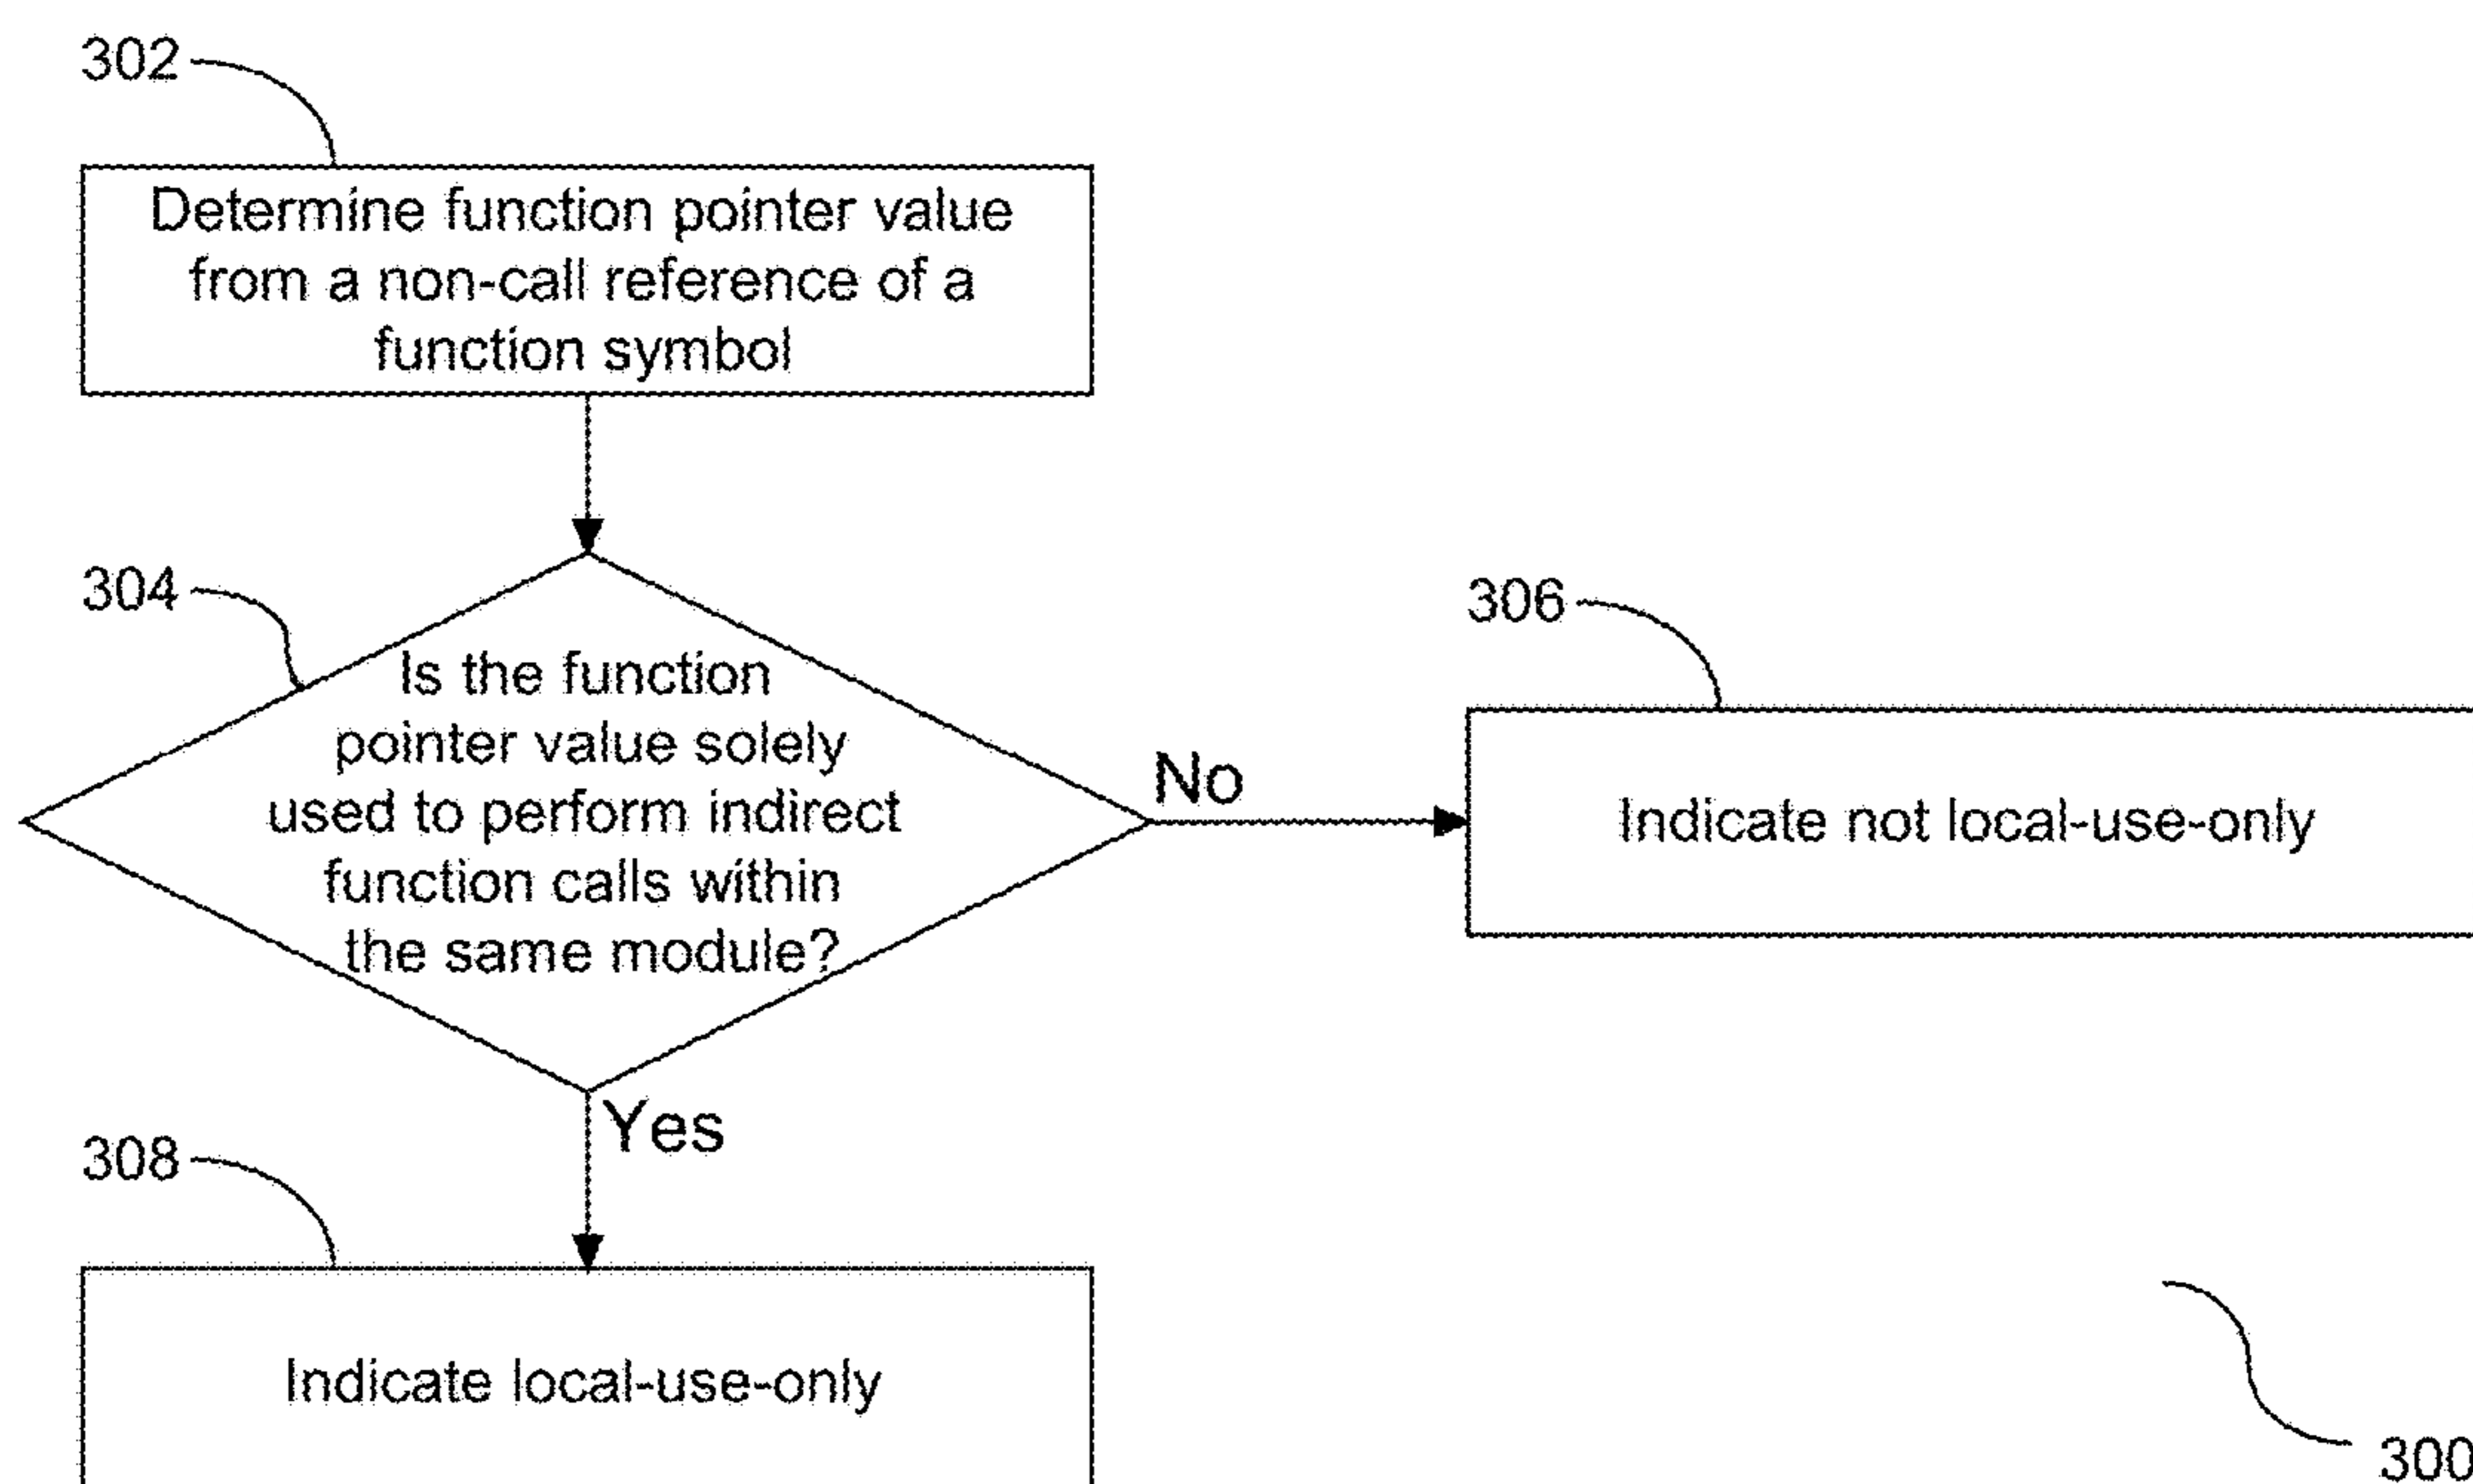 302
Determine function pointer value
from a non-call reference of a
function symbol
304
Is the function
pointer value solely
used to perform indirect
function calls within
the same module?
No
306
Indicate not local-use-only
Yes
308
Indicate local-use-only
300